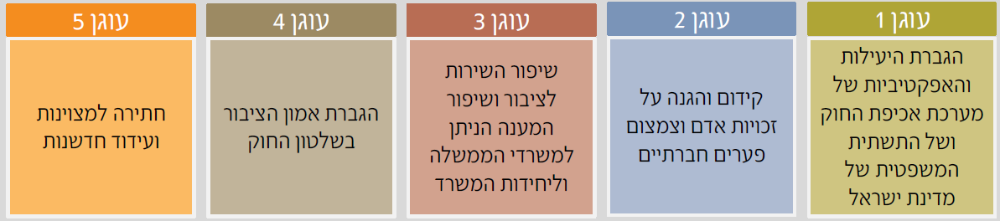 עוגן 1
הגברת היעילות
והאפקטיביות של
מערכת אכיפת החוק
ושל התשתית
המשפטית של
מדינת ישראל
עוגן 2
קידום והגנה על
זכויות אדם וצמצום
פערים חברתיים
עוגן 3
שיפור השירות
לציבור ושיפור
המענה הניתן
למשרדי הממשלה
וליחידות המשרד
עוגן 4
הגברת אמון הציבור
בשלטון החוק
עוגן 5
חתירה למצוינות
ועידוד חדשנות